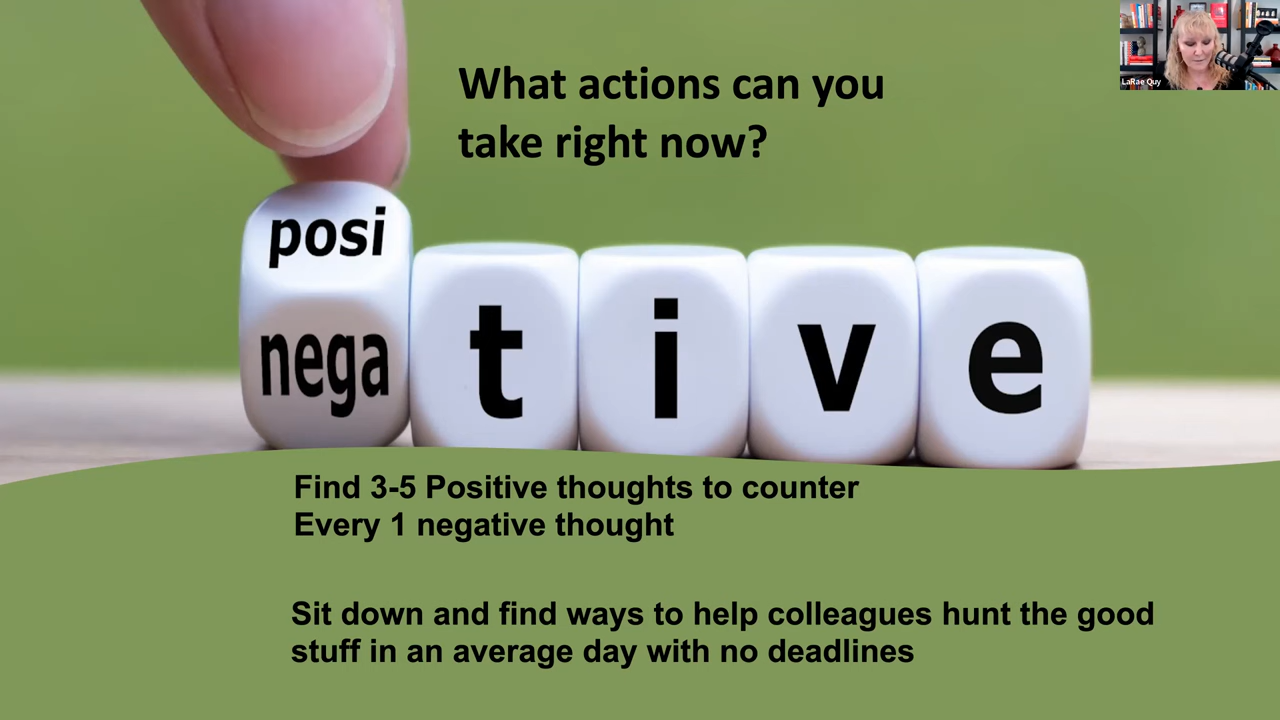 What actions can you
take right now?
LaRae Quy
posi
nega
t i v e
Find 3-5 Positive thoughts to counter
Every 1 negative thought
Sit down and find ways to help colleagues hunt the good
stuff in an average day with no deadlines